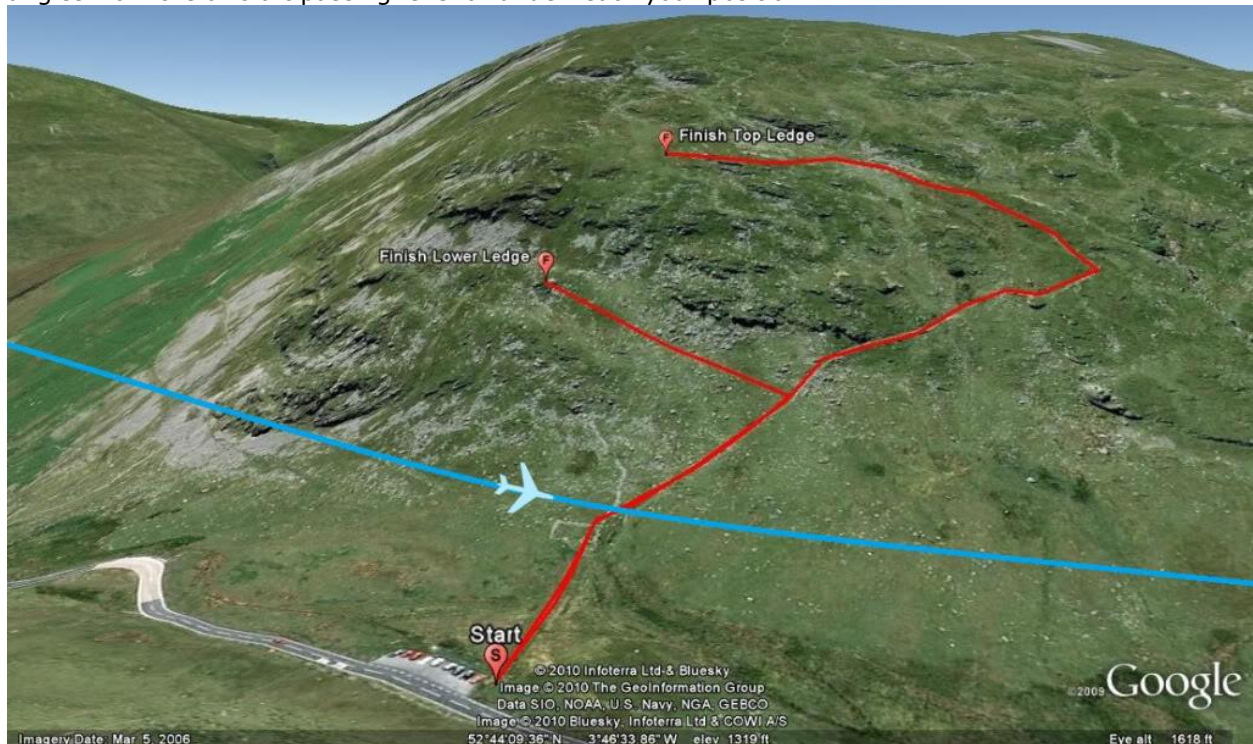 Finish Top Ledge
F
Finish Lower Ledge
F
Start
S
© 2010 Infoterra Ltd & Bluesky
Image © 2010 The GeoInformation Group
Data SIO, NOAA, U.S. Navy, NGA, GEBCO
Image © 2010 Bluesky, Infoterra Ltd & COWI A/S
©2009 Google
Imagery Date: Mar 5, 2006
52°44'09.36" N 3°46'33.86" W elev 1319 ft
Eye alt 1618 ft